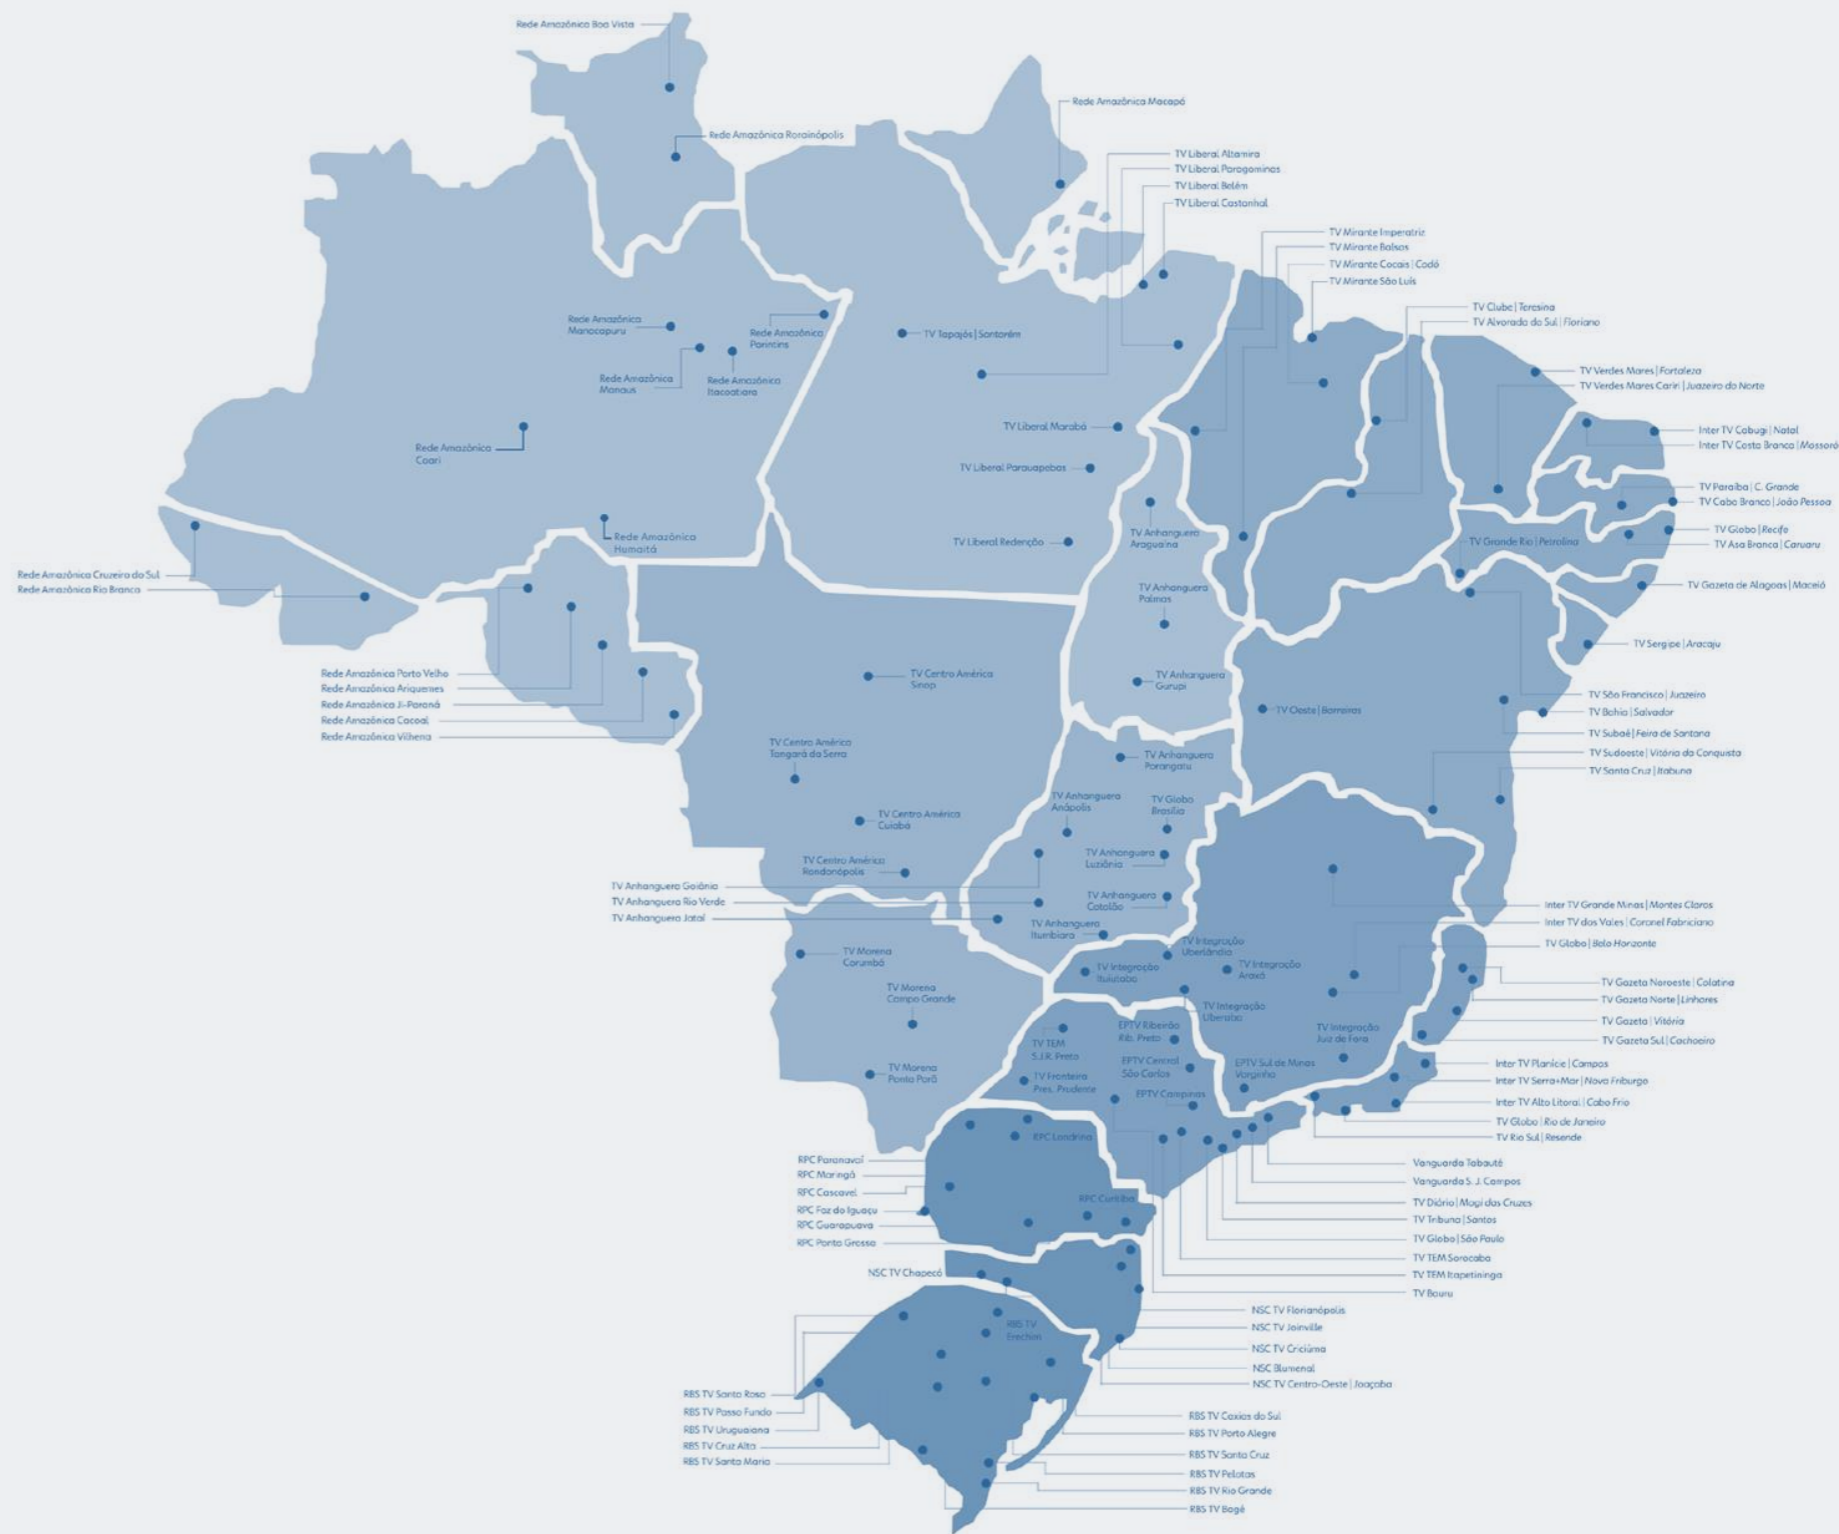 Rede Amazônica Boa Vista
Rede Amazônica Rorainópolis
Rede Amazônica Macapá
TV Liberal Altamira
TV Liberal Paragominas
TV Liberal Belém
TV Liberal Castanhal
TV Mirante Imperatriz
TV Mirante Balsas
TV Mirante Cocais | Codó
TV Mirante São Luís
TV Clube | Teresina
TV Alvorada do Sul | Floriano
TV Verdes Mares | Fortaleza
TV Verdes Mares Cariri | Juazeiro do Norte
Inter TV Cabugi | Natal
Inter TV Costa Branca | Mossoró
TV Paraíba | C. Grande
TV Cabo Branco | João Pessoa
TV Globo | Recife
TV Asa Branca | Caruaru
TV Grande Rio | Petrolina
TV Gazeta de Alagoas | Maceió
TV Sergipe | Aracaju
TV São Francisco | Juazeiro
TV Bahia | Salvador
TV Subaé | Feira de Santana
TV Sudoeste | Vitória da Conquista
TV Santa Cruz | Itabuna
TV Oeste | Barreiras
Rede Amazônica
Manacapuru
Rede Amazônica
Parintins
Rede Amazônica
Manaus
Rede Amazônica
Itacoatiara
Rede Amazônica
Coari
Rede Amazônica
Humaitá
TV Tapajós | Santarém
TV Liberal Marabá
TV Liberal Parauapebas
TV Liberal Redenção
TV Anhanguera
Araguaína
TV Anhanguera
Palmas
TV Anhanguera
Gurupi
Rede Amazônica Cruzeiro do Sul
Rede Amazônica Rio Branco
Rede Amazônica Porto Velho
Rede Amazônica Ariquemes
Rede Amazônica Ji-Paraná
Rede Amazônica Cacoal
Rede Amazônica Vilhena
TV Centro América
Sinop
TV Centro América
Tangará da Serra
TV Centro América
Cuiabá
TV Centro América
Rondonópolis
TV Anhanguera
Porangatu
TV Anhanguera
Anápolis
TV Globo
Brasília
TV Anhanguera
Luziânia
TV Anhanguera
Catalão
TV Anhanguera
Itumbiara
TV Anhanguera Goiânia
TV Anhanguera Rio Verde
TV Anhanguera Jataí
TV Morena
Corumbá
TV Morena
Campo Grande
TV Morena
Ponta Porã
TV Integração
Uberlândia
TV Integração
Ituiutaba
TV Integração
Araxá
TV Integração
Uberaba
TV Integração
Juiz de Fora
EPTV Sul de Minas
Varginha
Inter TV Grande Minas | Montes Claros
Inter TV dos Vales | Coronel Fabriciano
TV Globo | Belo Horizonte
TV Gazeta Noroeste | Colatina
TV Gazeta Norte | Linhares
TV Gazeta | Vitória
TV Gazeta Sul | Cachoeiro
Inter TV Planície | Campos
Inter TV Serra+Mar | Nova Friburgo
Inter TV Alto Litoral | Cabo Frio
TV Globo | Rio de Janeiro
TV Rio Sul | Resende
TV TEM
S.J.R. Preto
EPTV Ribeirão
Rib. Preto
EPTV Central
São Carlos
TV Fronteira
Pres. Prudente
EPTV Campinas
Vanguarda Tabauté
Vanguarda S. J. Campos
TV Diário | Mogi das Cruzes
TV Tribuna | Santos
TV Globo | São Paulo
TV TEM Sorocaba
TV TEM Itapetininga
TV Bauru
RPC Londrina
RPC Paranavaí
RPC Maringá
RPC Cascavel
RPC Foz do Iguaçu
RPC Guarapuava
RPC Ponta Grossa
RPC Curitiba
NSC TV Chapecó
NSC TV Florianópolis
NSC TV Joinville
NSC TV Criciúma
NSC Blumenal
NSC TV Centro-Oeste | Joaçaba
RBS TV
Erechim
RBS TV Santa Rosa
RBS TV Passo Fundo
RBS TV Uruguaiana
RBS TV Cruz Alta
RBS TV Santa Maria
RBS TV Caxias do Sul
RBS TV Porto Alegre
RBS TV Santa Cruz
RBS TV Pelotas
RBS TV Rio Grande
RBS TV Bagé